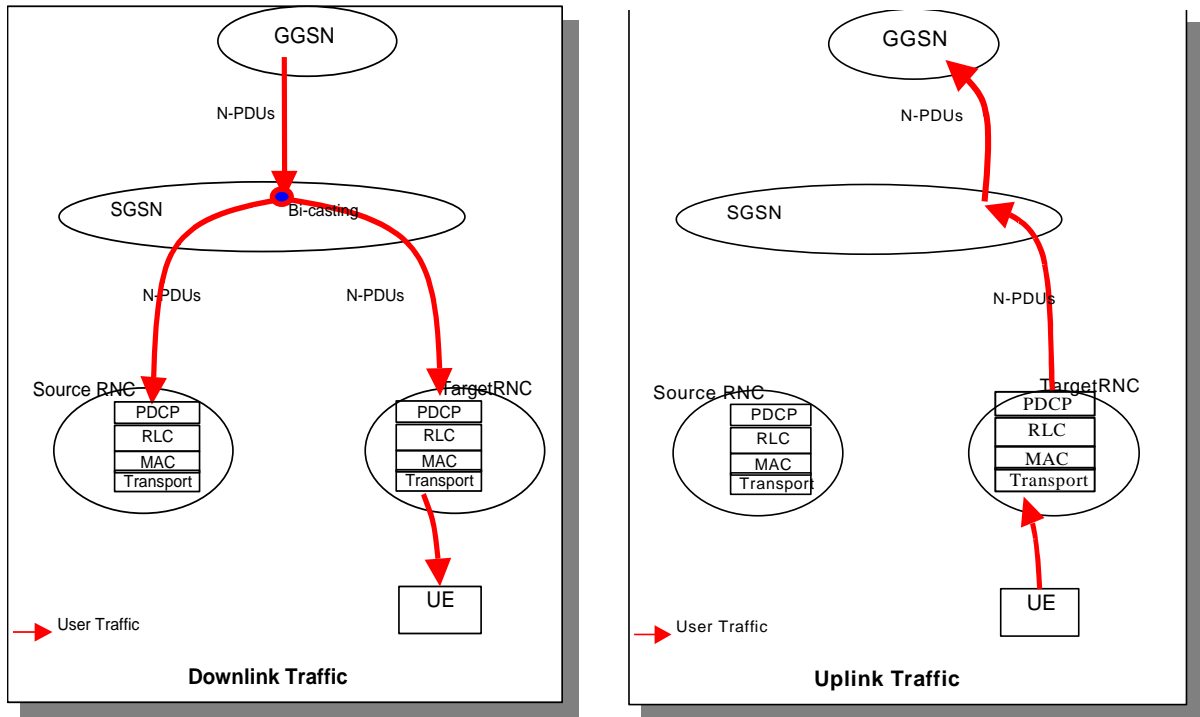 GGSN
N-PDUs
SGSN
Bi-casting
N-PDUs
N-PDUs
Source RNC
TargetRNC
PDCP
RLC
MAC
Transport
PDCP
RLC
MAC
Transport
UE
User Traffic
Downlink Traffic
GGSN
N-PDUs
SGSN
N-PDUs
Source RNC
TargetRNC
PDCP
RLC
MAC
Transport
PDCP
RLC
MAC
Transport
UE
User Traffic
Uplink Traffic